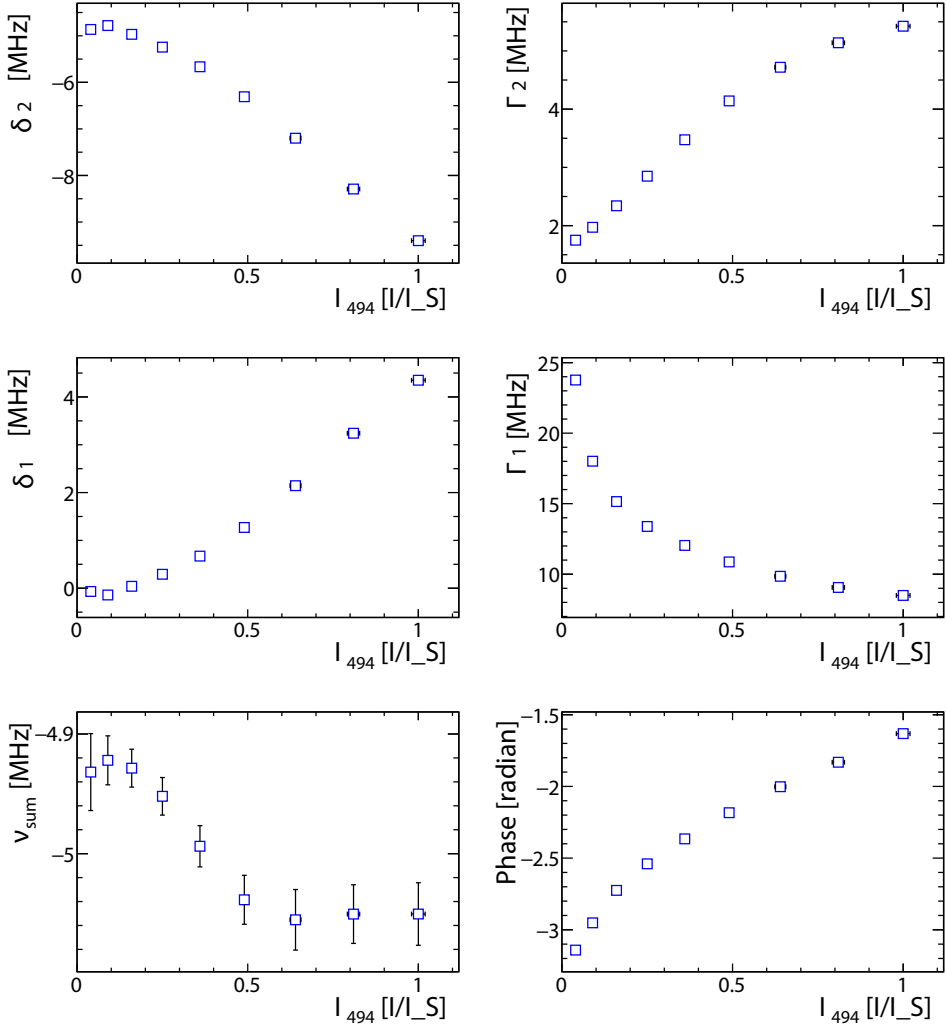 δ 2 [MHz]
−6
−8
0 0.5 1
I 494 [I/I_S]
Γ 2 [MHz]
4
2
0 0.5 1
I 494 [I/I_S]
δ 1 [MHz]
4
2
0
0 0.5 1
I 494 [I/I_S]
Γ 1 [MHz]
25
20
15
10
0 0.5 1
I 494 [I/I_S]
ν sum [MHz]
−4.9
−5
0 0.5 1
I 494 [I/I_S]
Phase [radian]
−1.5
−2
−2.5
−3
0 0.5 1
I 494 [I/I_S]